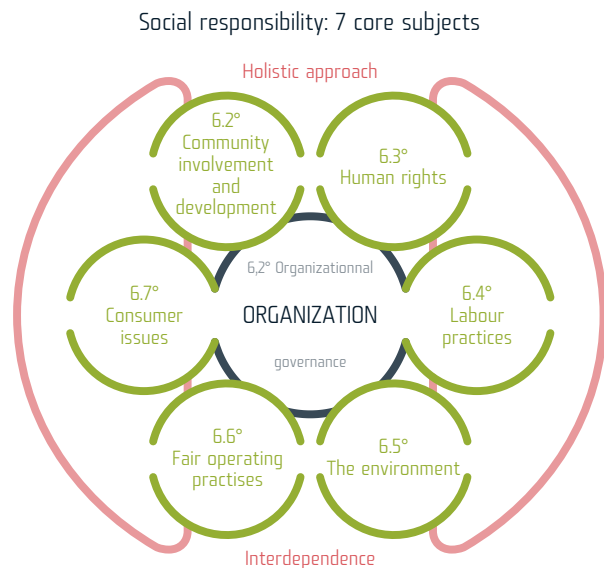 Social responsibility: 7 core subjects
Holistic approach
6.2°
Community
involvement
and
development
6.3°
Human rights
6,2° Organizationnal
ORGANIZATION
governance
6.7°
Consumer
issues
6.4°
Labour
practices
6.6°
Fair operating
practises
6.5°
The environment
Interdependence